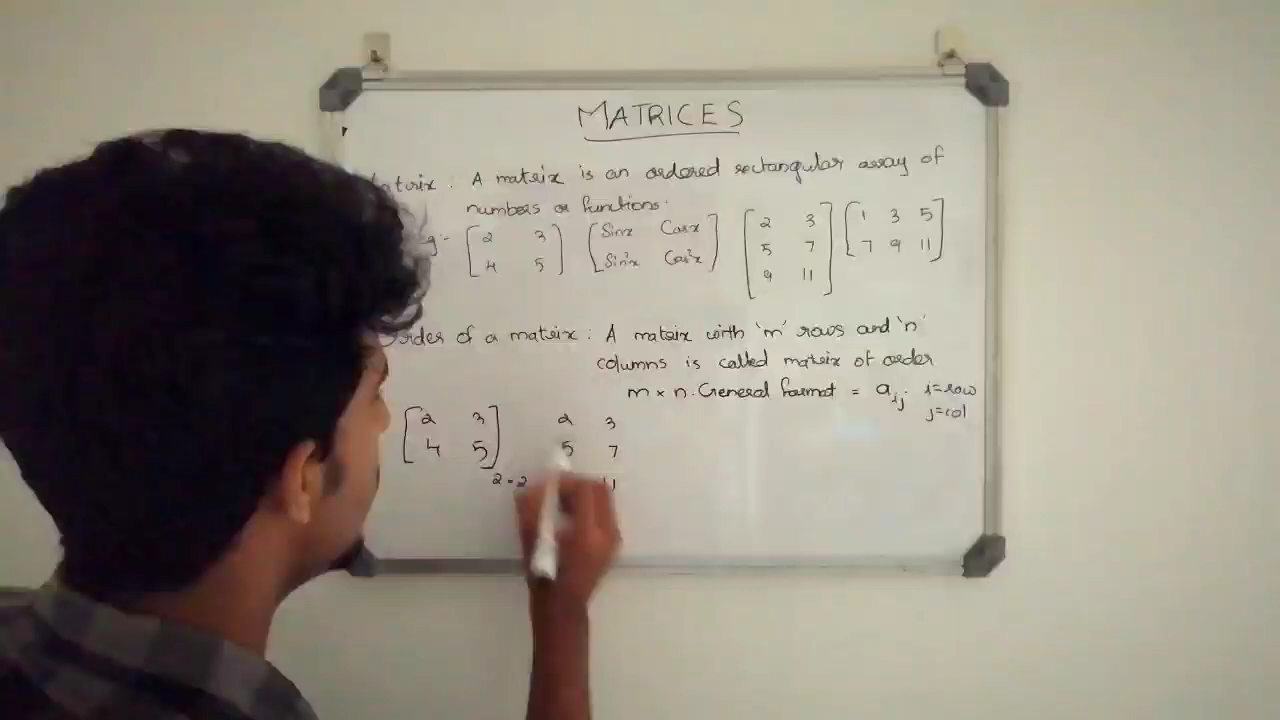 MATRICES
Matrix : A matrix is an ordered rectangular array of
numbers or functions.
g:- [2 3] [Sinx Cosx] [2 3] [1 3 5]
[4 5] [Sin²x Cos²x] [5 7] [7 9 11]
[9 11]
Order of a matrix : A matrix with 'm' rows and 'n'
columns is called matrix of order
m × n. General format = aij i=row
j=col
[2 3] 2 3
[4 5] 5 7
2×2 11